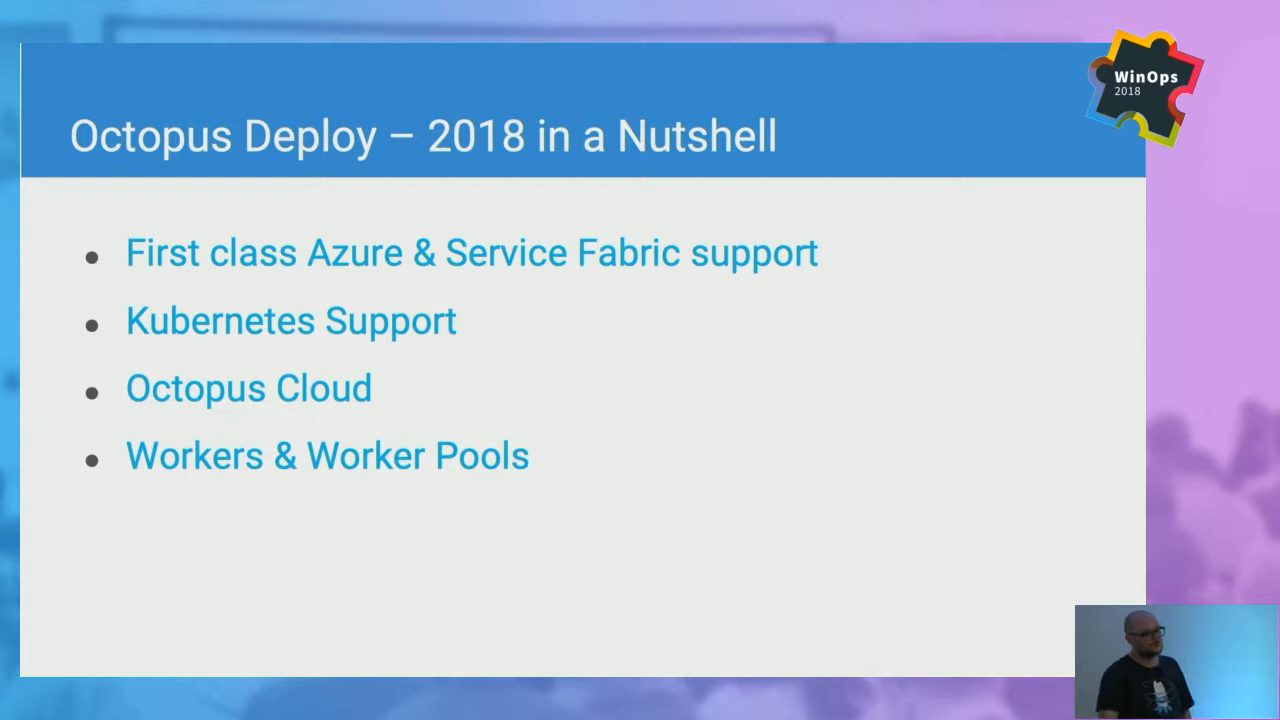 WinOps
2018
Octopus Deploy – 2018 in a Nutshell
• First class Azure & Service Fabric support
• Kubernetes Support
• Octopus Cloud
• Workers & Worker Pools